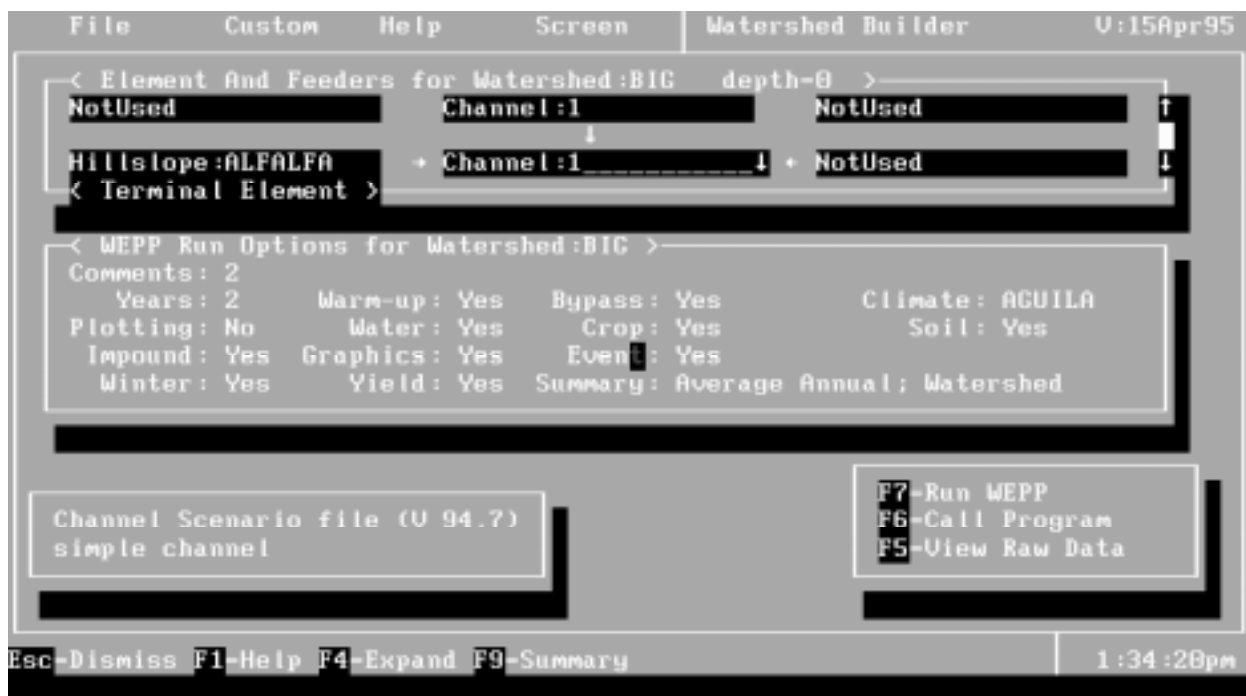 File Custom Help Screen Watershed Builder V:15Apr95
< Element And Feeders for Watershed:BIG depth=0 >
NotUsed Channel:1 NotUsed ↑
↓
Hillslope:ALFALFA → Channel:1____________↓ ← NotUsed ↓
< Terminal Element >
< WEPP Run Options for Watershed:BIG >
Comments: 2
Years: 2 Warm-up: Yes Bypass: Yes Climate: AGUILA
Plotting: No Water: Yes Crop: Yes Soil: Yes
Impound: Yes Graphics: Yes Event: Yes
Winter: Yes Yield: Yes Summary: Average Annual; Watershed
F7-Run WEPP
Channel Scenario file (V 94.7) F6-Call Program
simple channel F5-View Raw Data
Esc-Dismiss F1-Help F4-Expand F9-Summary 1:34:20pm